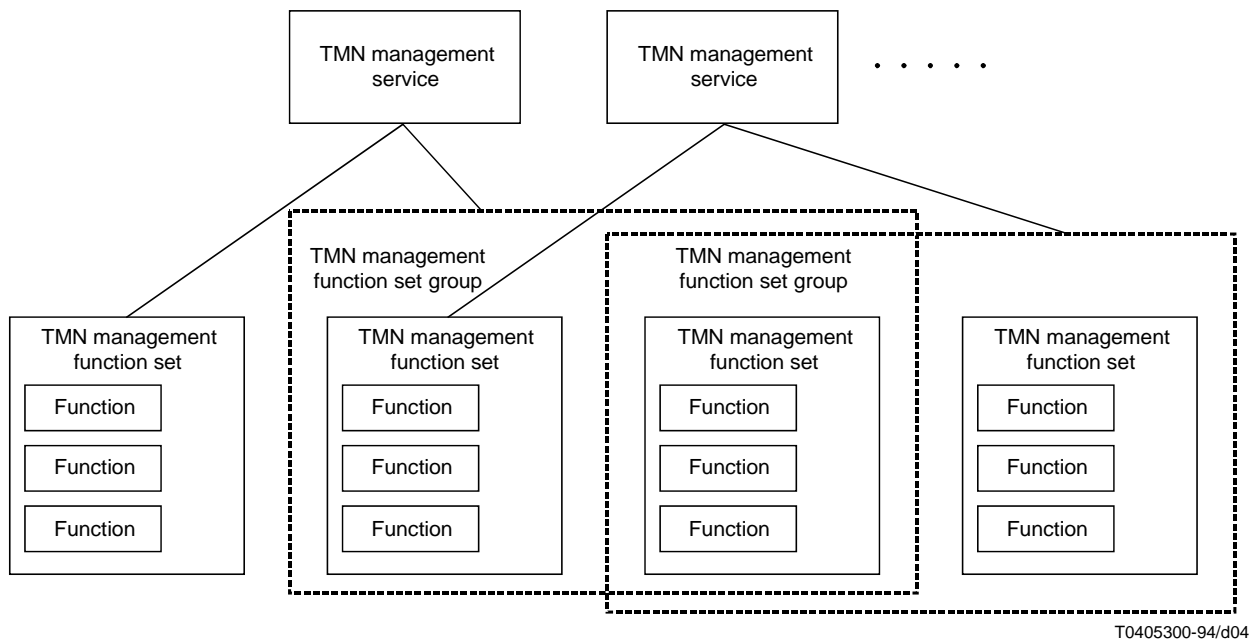 TMN management
service
TMN management
service
TMN management
function set group
TMN management
function set group
TMN management
function set
Function
Function
Function
TMN management
function set
Function
Function
Function
TMN management
function set
Function
Function
Function
TMN management
function set
Function
Function
Function
T0405300-94/d04